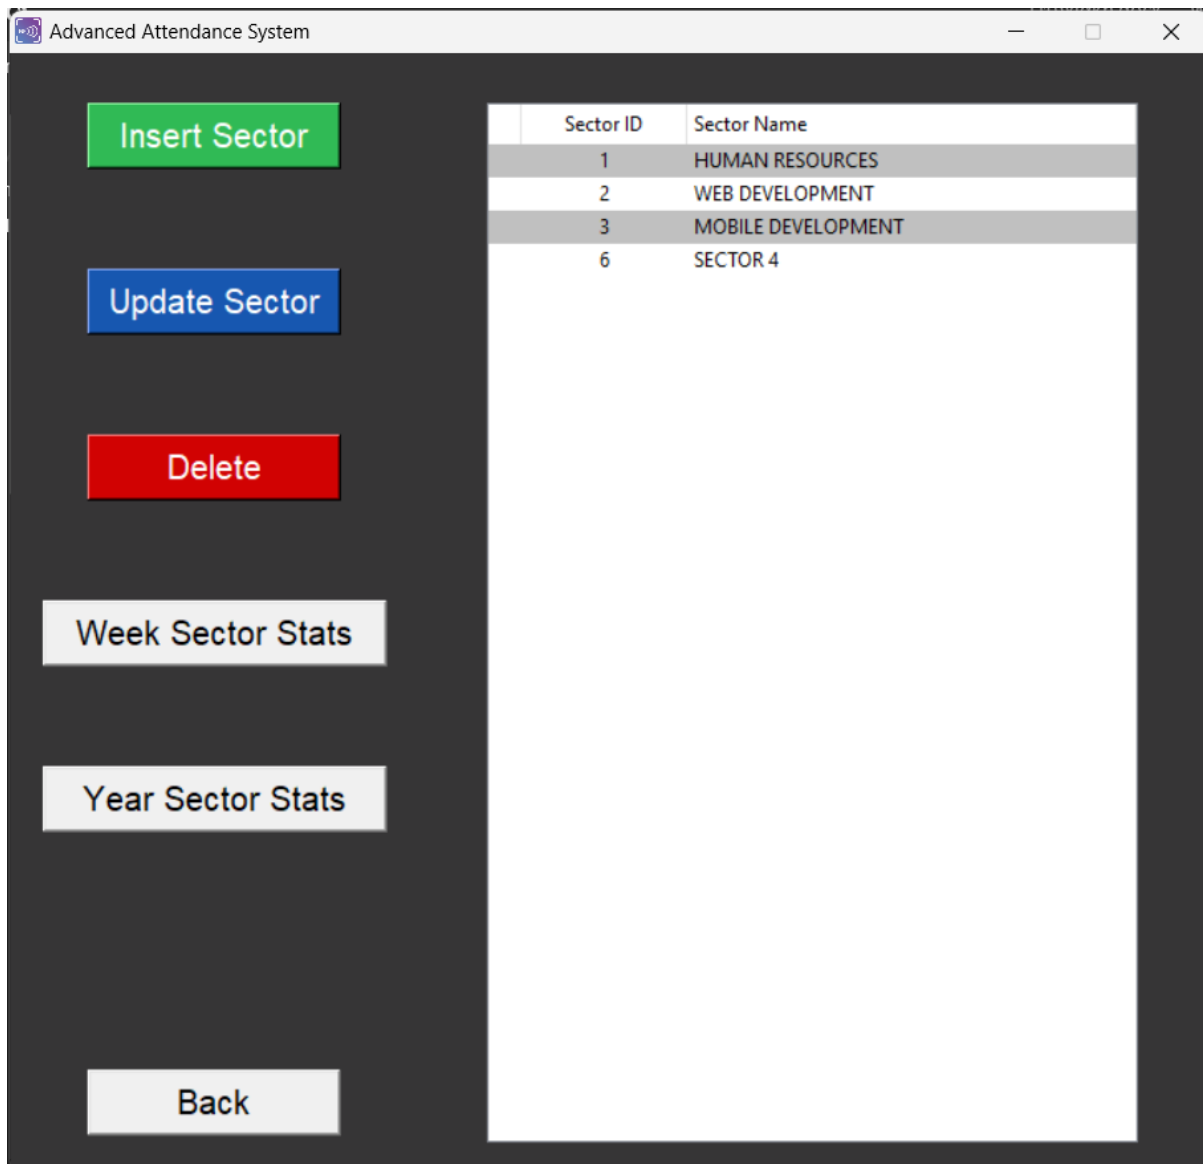 Advanced Attendance System
Insert Sector
Update Sector
Delete
Week Sector Stats
Year Sector Stats
Back
Sector ID Sector Name
1 HUMAN RESOURCES
2 WEB DEVELOPMENT
3 MOBILE DEVELOPMENT
6 SECTOR 4